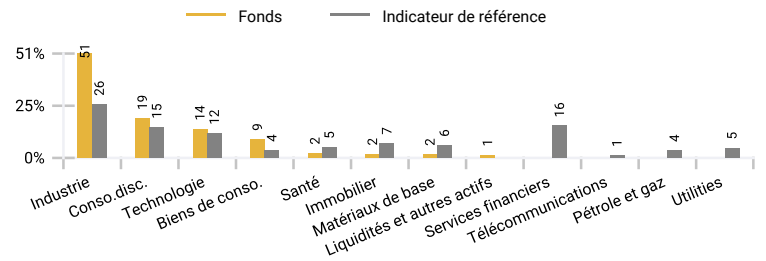 Fonds
Indicateur de référence
51%
25%
0%
51
26
19
15
14
12
9
4
2
5
2
7
2
6
1
16
1
4
5
Industrie
Conso.disc.
Technologie
Biens de conso.
Santé
Immobilier
Matériaux de base
Liquidités et autres actifs
Services financiers
Télécommunications
Pétrole et gaz
Utilities